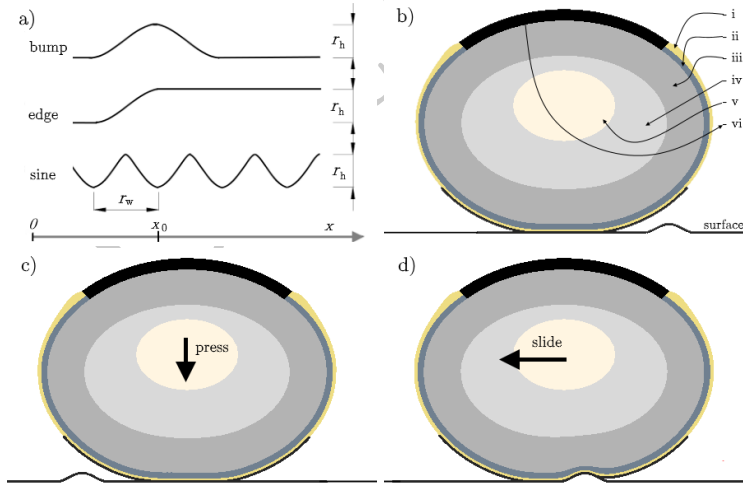 a)
bump
r_h
edge
r_h
sine
r_h
r_w
0
x_0
x
b)
i
ii
iii
iv
v
vi
surface
c)
press
d)
slide